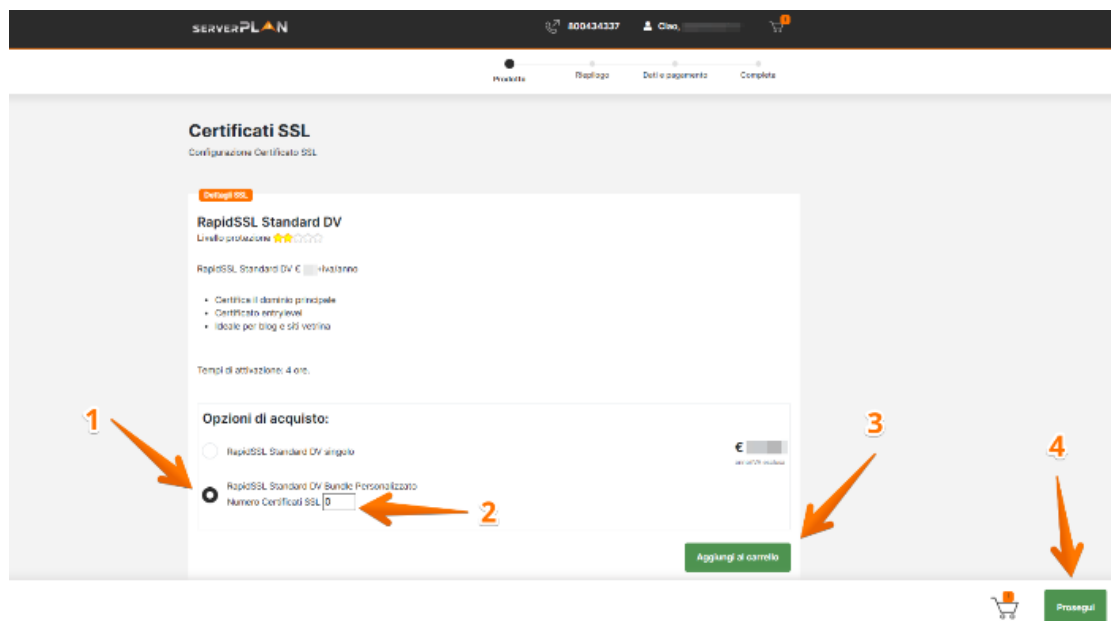 SERVERPLAN
800434337
Ciao,
Prodotto
Riepilogo
Dati e pagamento
Completa
Certificati SSL
Configurazione Certificato SSL
Dettagli SSL
RapidSSL Standard DV
Livello protezione
RapidSSL Standard DV € +iva/anno
• Certifica il dominio principale
• Certificato entrylevel
• Ideale per blog e siti vetrina
Tempi di attivazione: 4 ore.
1
Opzioni di acquisto:
3
RapidSSL Standard DV singolo
€
4
RapidSSL Standard DV Bundle Personalizzato
Numero Certificati SSL 0
2
Aggiungi al carrello
Prosegui